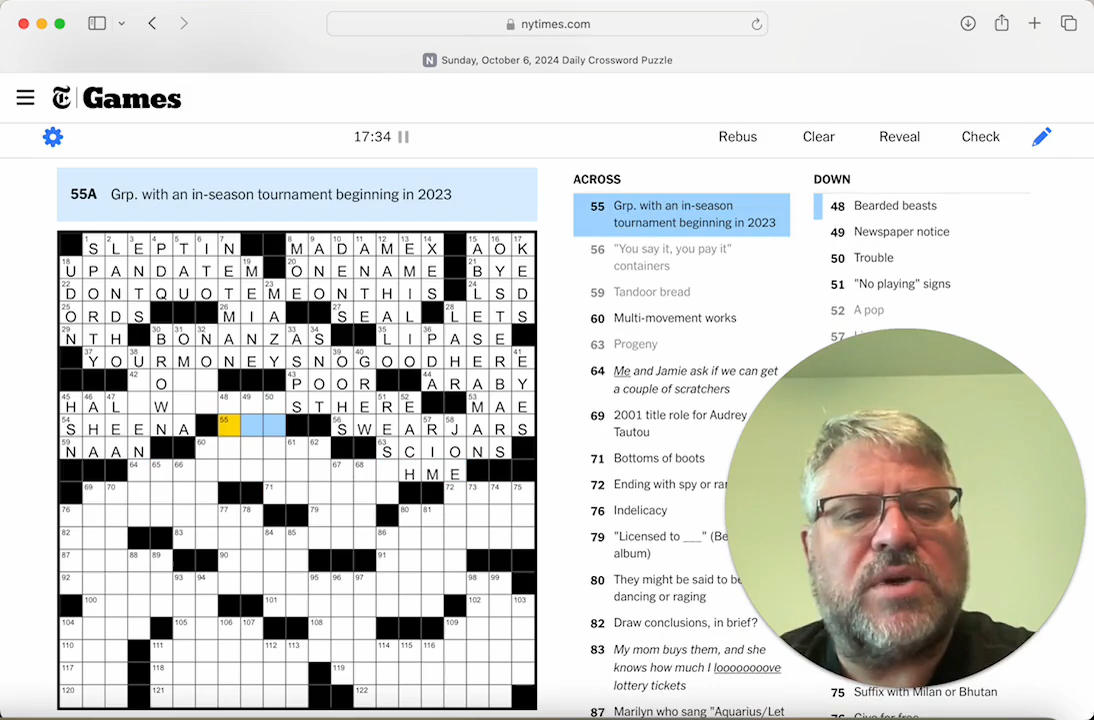 nytimes.com
N Sunday, October 6, 2024 Daily Crossword Puzzle
Games
17:34
Rebus Clear Reveal Check
55A Grp. with an in-season tournament beginning in 2023
SLEPTIN MADAMEX AOK
UPANDATEM ONENAME BYE
DONTQUOTEMEONTHIS LSD
ORDS MIA SEAL LETS
NTH BONANZAS LIPASE
YOURMONEYSNOGOODHERE
O POOR ARABY
HAL W STHERE MAE
SHEENA SWEARJARS
NAAN SCIONS
HME
ACROSS
55 Grp. with an in-season
tournament beginning in 2023
56 "You say it, you pay it"
containers
59 Tandoor bread
60 Multi-movement works
63 Progeny
64 Me and Jamie ask if we can get
a couple of scratchers
69 2001 title role for Audrey
Tautou
71 Bottoms of boots
72 Ending with spy or
76 Indelicacy
79 "Licensed to ___"
album)
80 They might be said to be
dancing or raging
82 Draw conclusions, in brief?
83 My mom buys them, and she
knows how much I looooooove
lottery tickets
87 Marilyn who sang "Aquarius/Let
DOWN
48 Bearded beasts
49 Newspaper notice
50 Trouble
51 "No playing" signs
52 A pop
57
75 Suffix with Milan or Bhutan
76 Give for free